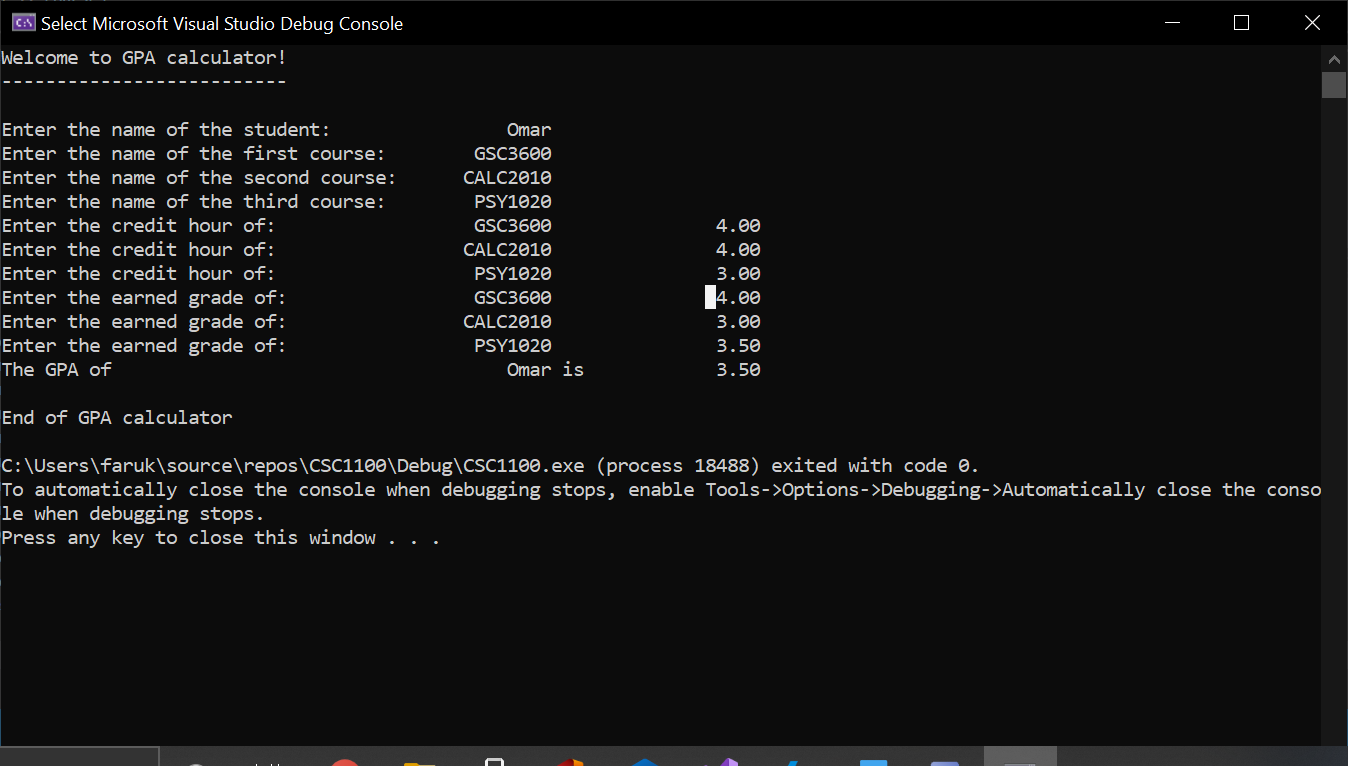 Select Microsoft Visual Studio Debug Console
Welcome to GPA calculator!
--------------------------
Enter the name of the student: Omar
Enter the name of the first course: GSC3600
Enter the name of the second course: CALC2010
Enter the name of the third course: PSY1020
Enter the credit hour of: GSC3600 4.00
Enter the credit hour of: CALC2010 4.00
Enter the credit hour of: PSY1020 3.00
Enter the earned grade of: GSC3600 4.00
Enter the earned grade of: CALC2010 3.00
Enter the earned grade of: PSY1020 3.50
The GPA of Omar is 3.50
End of GPA calculator
C:\Users\faruk\source\repos\CSC1100\Debug\CSC1100.exe (process 18488) exited with code 0.
To automatically close the console when debugging stops, enable Tools->Options->Debugging->Automatically close the conso
le when debugging stops.
Press any key to close this window . . .